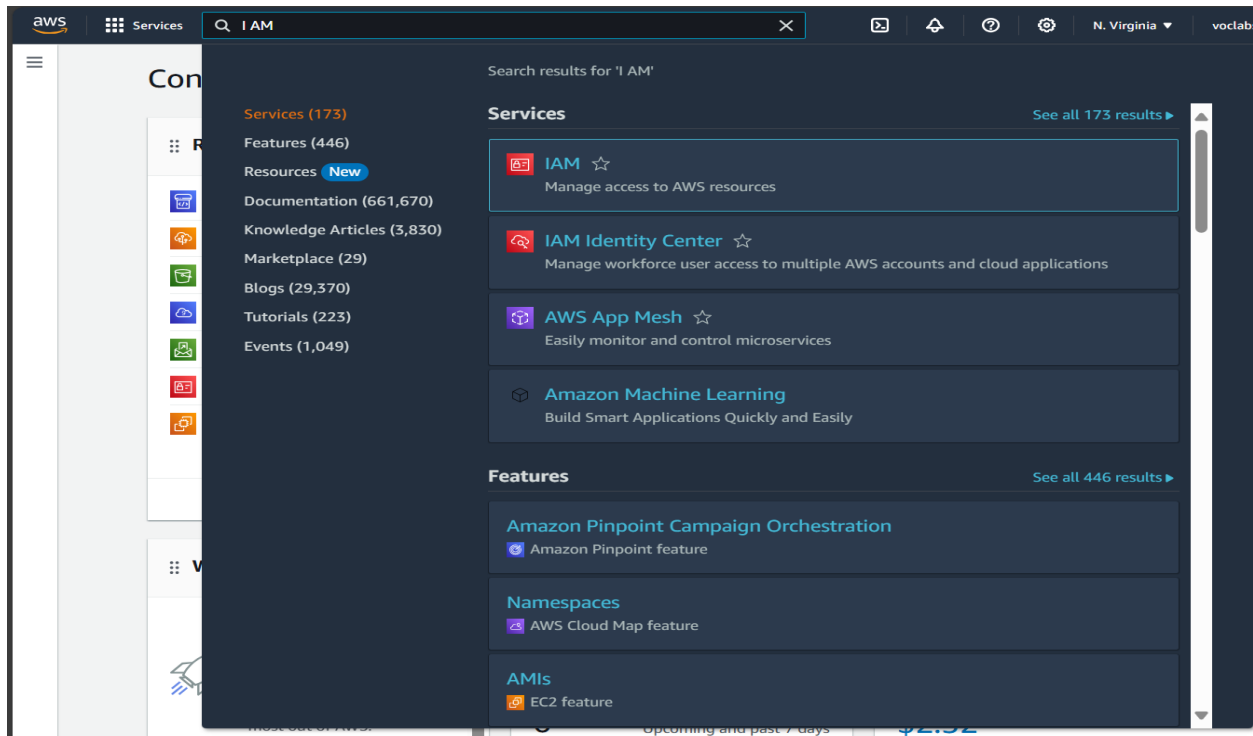 aws
Services
I AM
N. Virginia
Con
Search results for 'I AM'
Services (173)
Features (446)
Resources New
Documentation (661,670)
Knowledge Articles (3,830)
Marketplace (29)
Blogs (29,370)
Tutorials (223)
Events (1,049)
Services
See all 173 results
IAM
Manage access to AWS resources
IAM Identity Center
Manage workforce user access to multiple AWS accounts and cloud applications
AWS App Mesh
Easily monitor and control microservices
Amazon Machine Learning
Build Smart Applications Quickly and Easily
Features
See all 446 results
Amazon Pinpoint Campaign Orchestration
Amazon Pinpoint feature
Namespaces
AWS Cloud Map feature
AMIs
EC2 feature